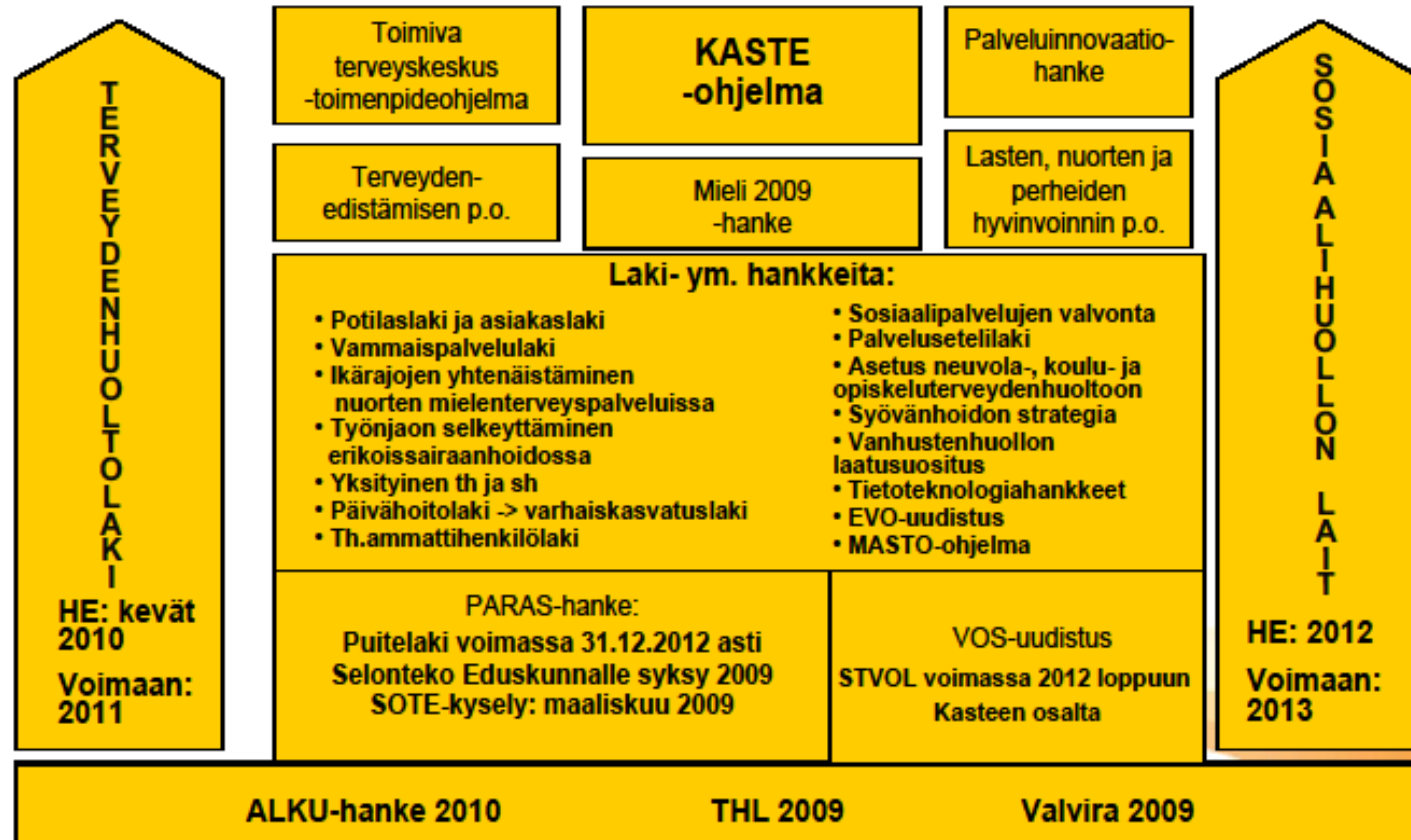 TERVEYDENHUOLTOLAKI
HE: kevät
2010
Voimaan:
2011
Toimiva
terveyskeskus
-toimenpideohjelma
KASTE
-ohjelma
Palveluinnovaatio-
hanke
Terveyden-
edistämisen p.o.
Mieli 2009
-hanke
Lasten, nuorten ja
perheiden
hyvinvoinnin p.o.
Laki- ym. hankkeita:
• Potilaslaki ja asiakaslaki
• Vammaispalvelulaki
• Ikärajojen yhtenäistäminen
nuorten mielenterveyspalveluissa
• Työnjaon selkeyttäminen
erikoissairaanhoidossa
• Yksityinen th ja sh
• Päivähoitolaki -> varhaiskasvatuslaki
• Th.ammattihenkilölaki
• Sosiaalipalvelujen valvonta
• Palvelusetelilaki
• Asetus neuvola-, koulu- ja
opiskeluterveydenhuoltoon
• Syövänhoidon strategia
• Vanhustenhuollon
laatusuositus
• Tietoteknologiahankkeet
• EVO-uudistus
• MASTO-ohjelma
PARAS-hanke:
Puitelaki voimassa 31.12.2012 asti
Selonteko Eduskunnalle syksy 2009
SOTE-kysely: maaliskuu 2009
VOS-uudistus
STVOL voimassa 2012 loppuun
Kasteen osalta
SOSIAALIHUOLLON LAIT
HE: 2012
Voimaan:
2013
ALKU-hanke 2010 THL 2009 Valvira 2009